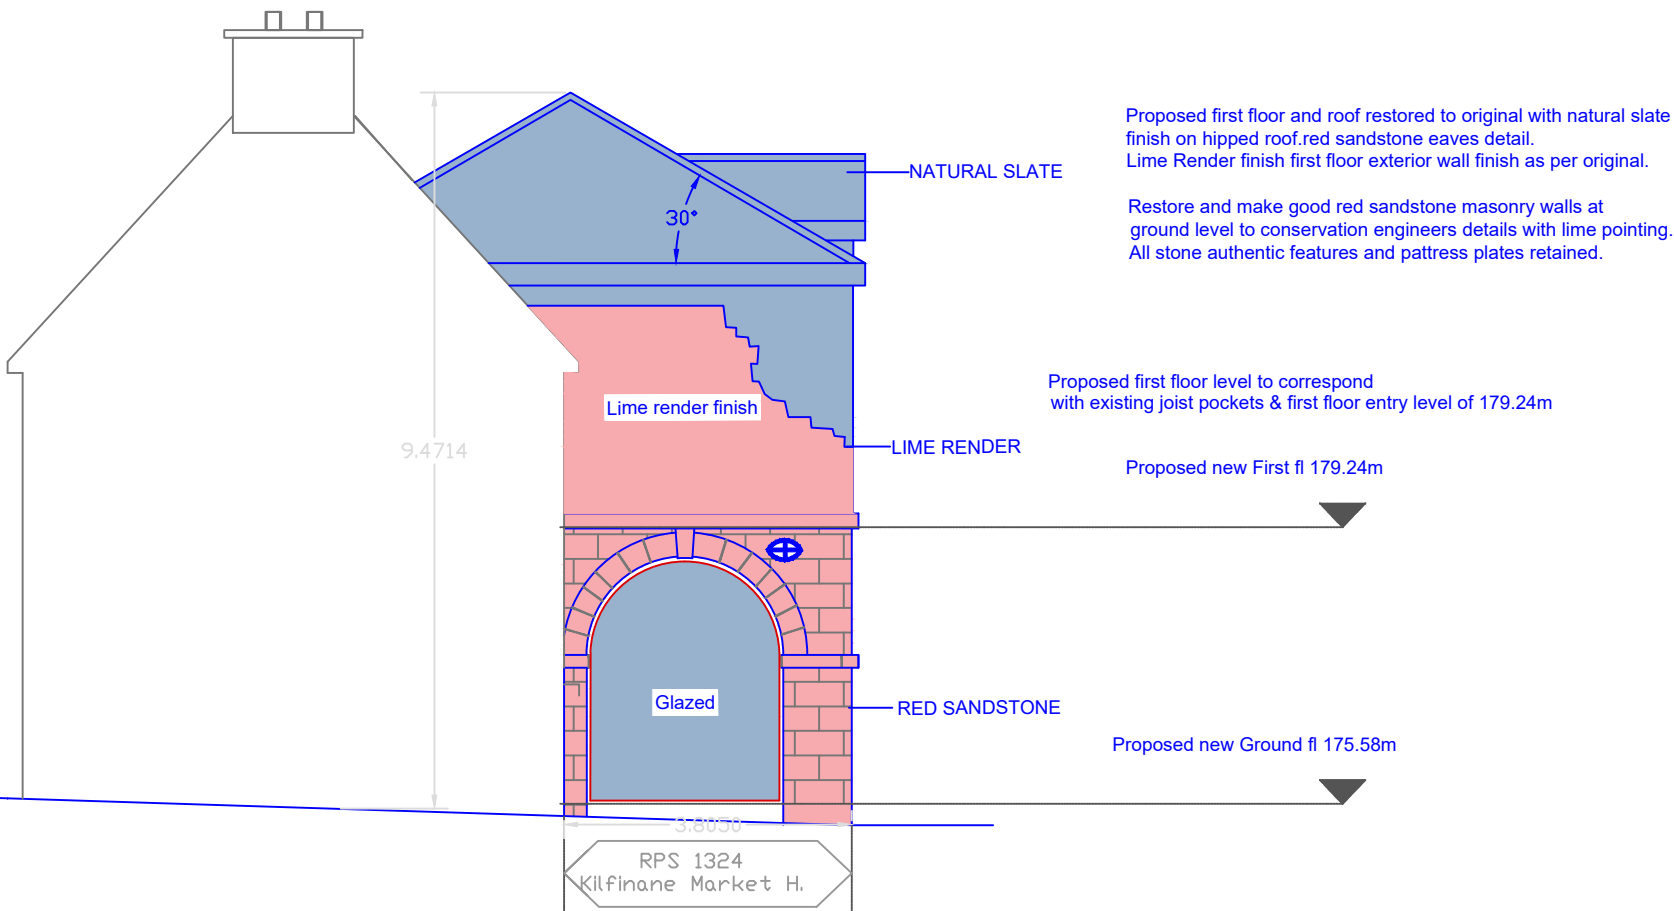 Proposed first floor and roof restored to original with natural slate
finish on hipped roof.red sandstone eaves detail.
Lime Render finish first floor exterior wall finish as per original.
NATURAL SLATE
Restore and make good red sandstone masonry walls at
ground level to conservation engineers details with lime pointing.
All stone authentic features and pattress plates retained.
30°
Proposed first floor level to correspond
with existing joist pockets & first floor entry level of 179.24m
Lime render finish
9.4714
LIME RENDER
Proposed new First fl 179.24m
Glazed
RED SANDSTONE
Proposed new Ground fl 175.58m
3.8050
RPS 1324
Kilfinane Market H.